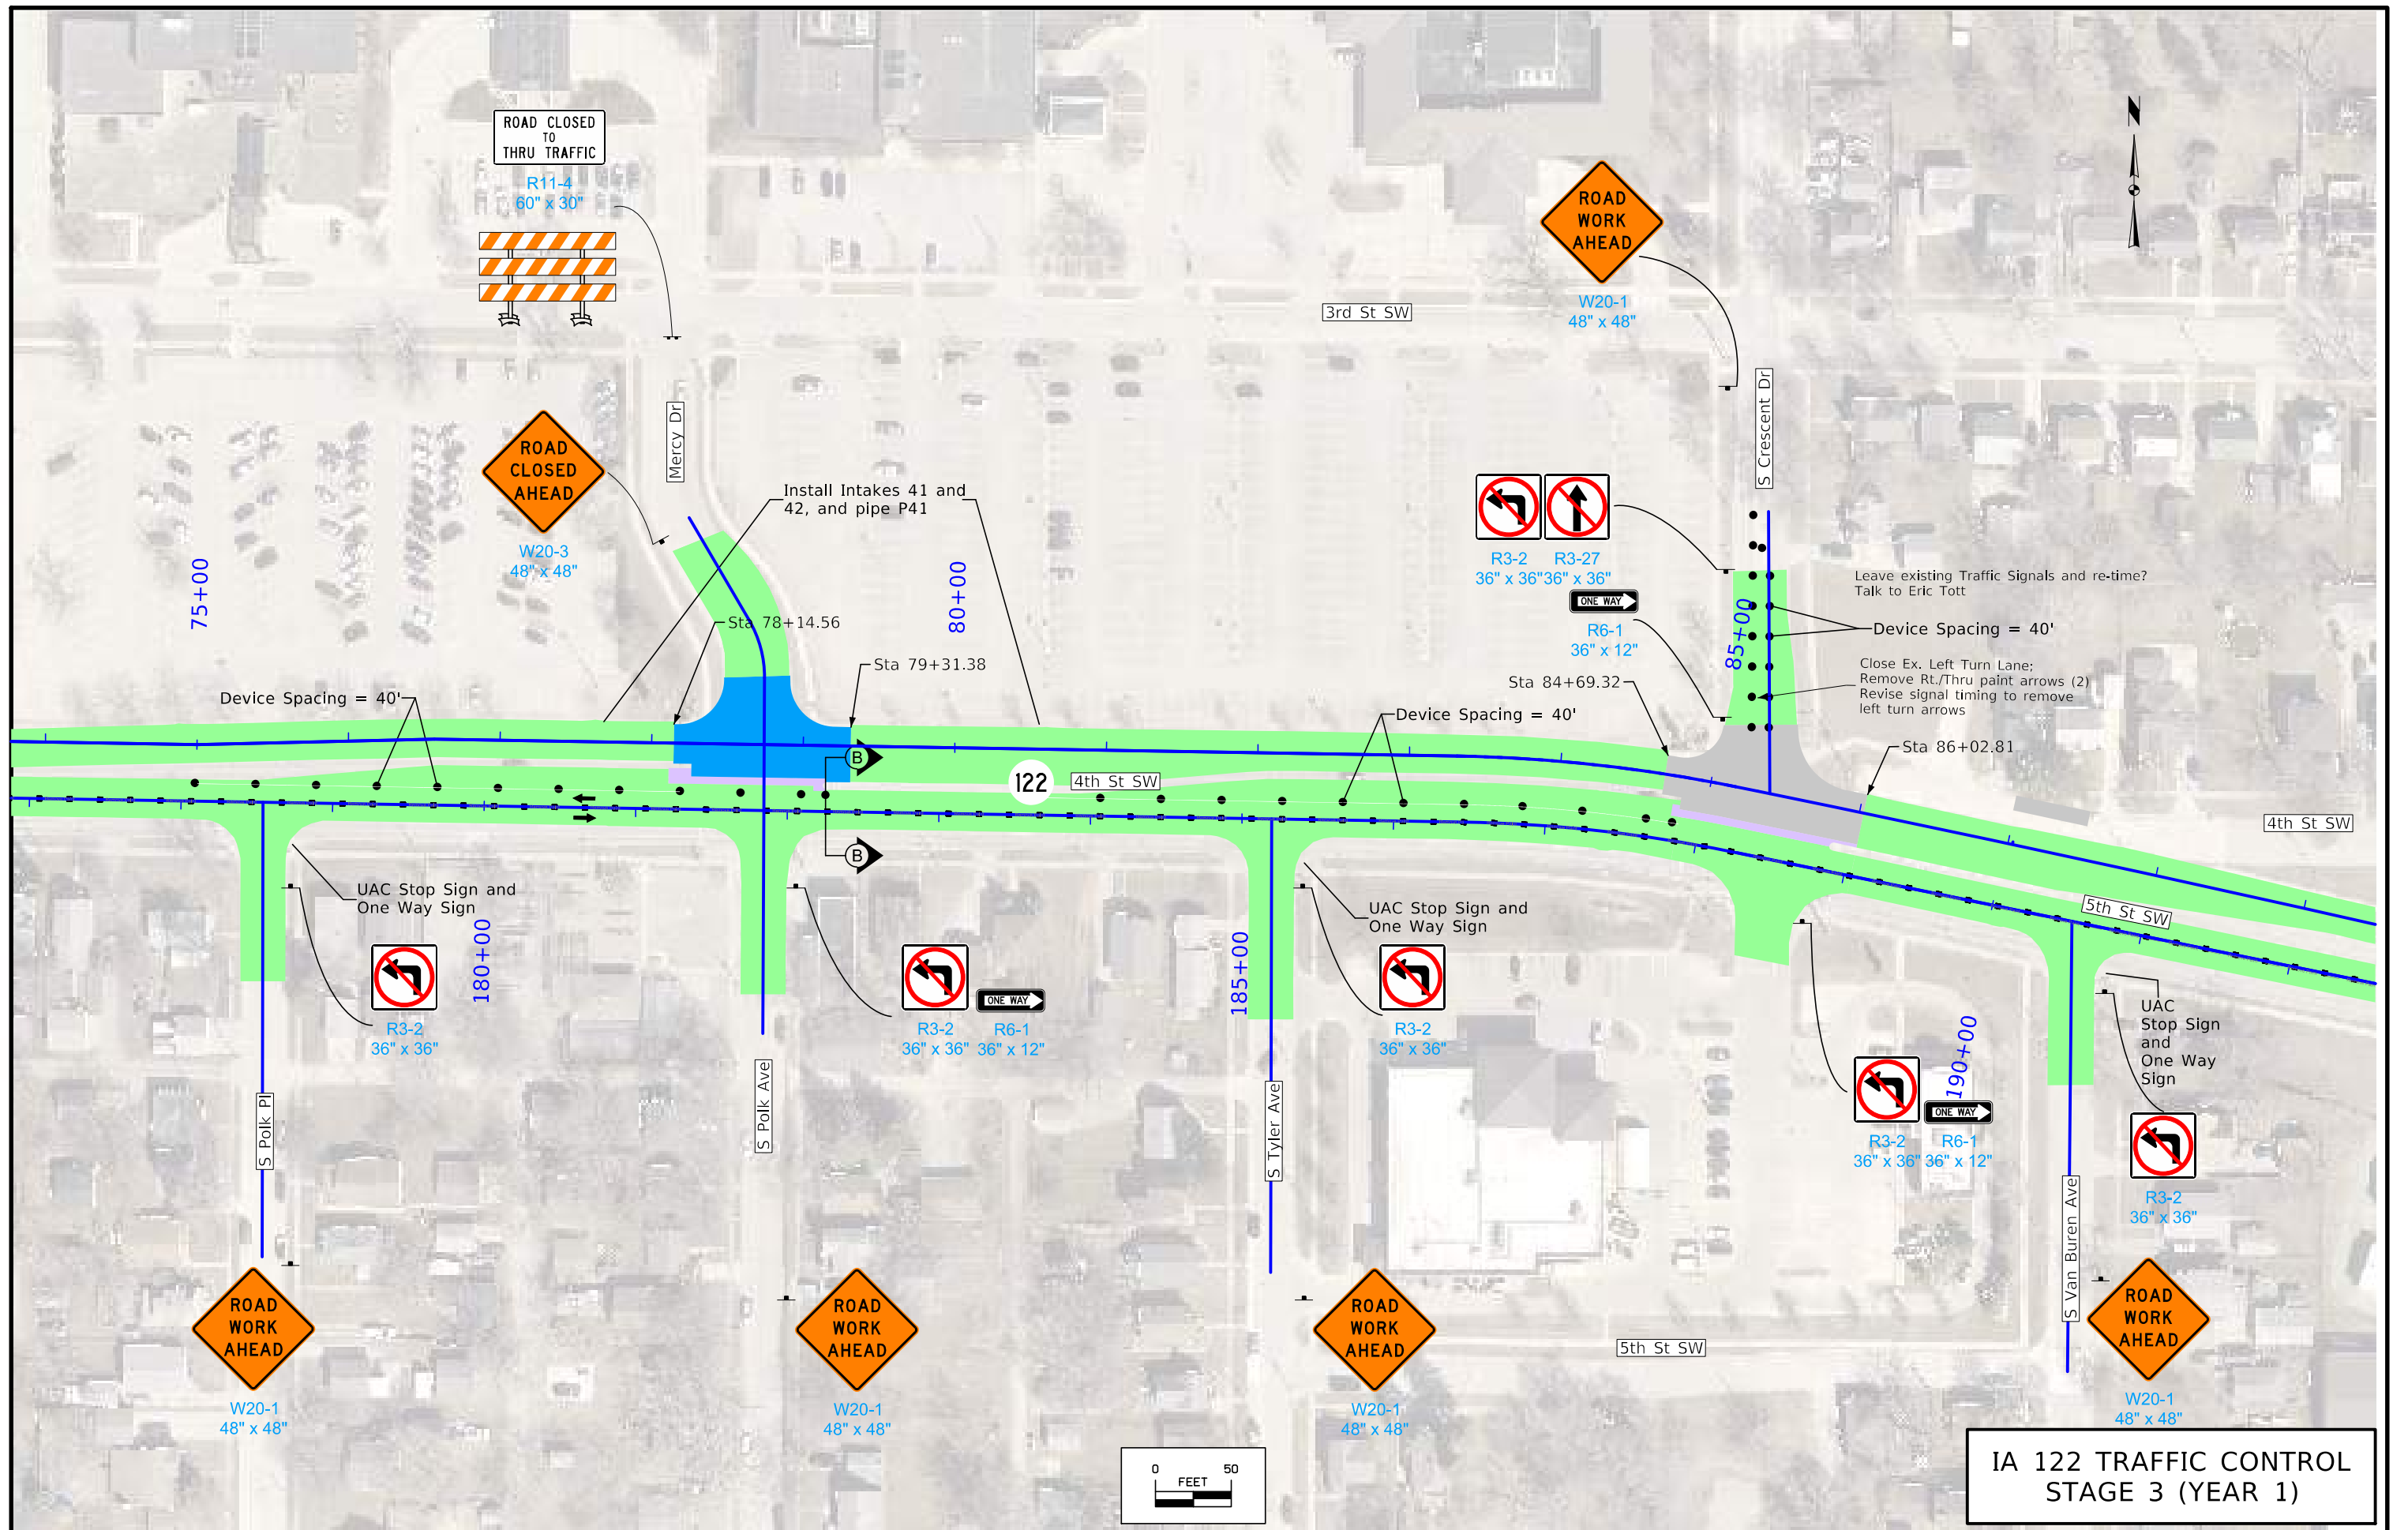 ROAD CLOSED
TO
THRU TRAFFIC
R11-4
60" x 30"
ROAD
WORK
AHEAD
W20-1
48" x 48"
N
3rd St SW
Mercy Dr
S Crescent Dr
ROAD
CLOSED
AHEAD
W20-3
48" x 48"
Install Intakes 41 and
42, and pipe P41
R3-2
36" x 36"
R3-27
36" x 36"
ONE WAY
R6-1
36" x 12"
Leave existing Traffic Signals and re-time?
Talk to Eric Tott
Device Spacing = 40'
Close Ex. Left Turn Lane;
Remove Rt./Thru paint arrows (2)
Revise signal timing to remove
left turn arrows
75+00
80+00
85+00
Sta 78+14.56
Sta 79+31.38
Sta 84+69.32
Sta 86+02.81
Device Spacing = 40'
Device Spacing = 40'
B
122
4th St SW
4th St SW
B
5th St SW
UAC Stop Sign and
One Way Sign
UAC Stop Sign and
One Way Sign
180+00
185+00
190+00
R3-2
36" x 36"
R3-2
36" x 36"
ONE WAY
R6-1
36" x 12"
R3-2
36" x 36"
R3-2
36" x 36"
ONE WAY
R6-1
36" x 12"
UAC
Stop Sign
and
One Way
Sign
R3-2
36" x 36"
S Polk Pl
S Polk Ave
S Tyler Ave
S Van Buren Ave
ROAD
WORK
AHEAD
W20-1
48" x 48"
ROAD
WORK
AHEAD
W20-1
48" x 48"
ROAD
WORK
AHEAD
W20-1
48" x 48"
5th St SW
ROAD
WORK
AHEAD
W20-1
48" x 48"
0 50
FEET
IA 122 TRAFFIC CONTROL
STAGE 3 (YEAR 1)